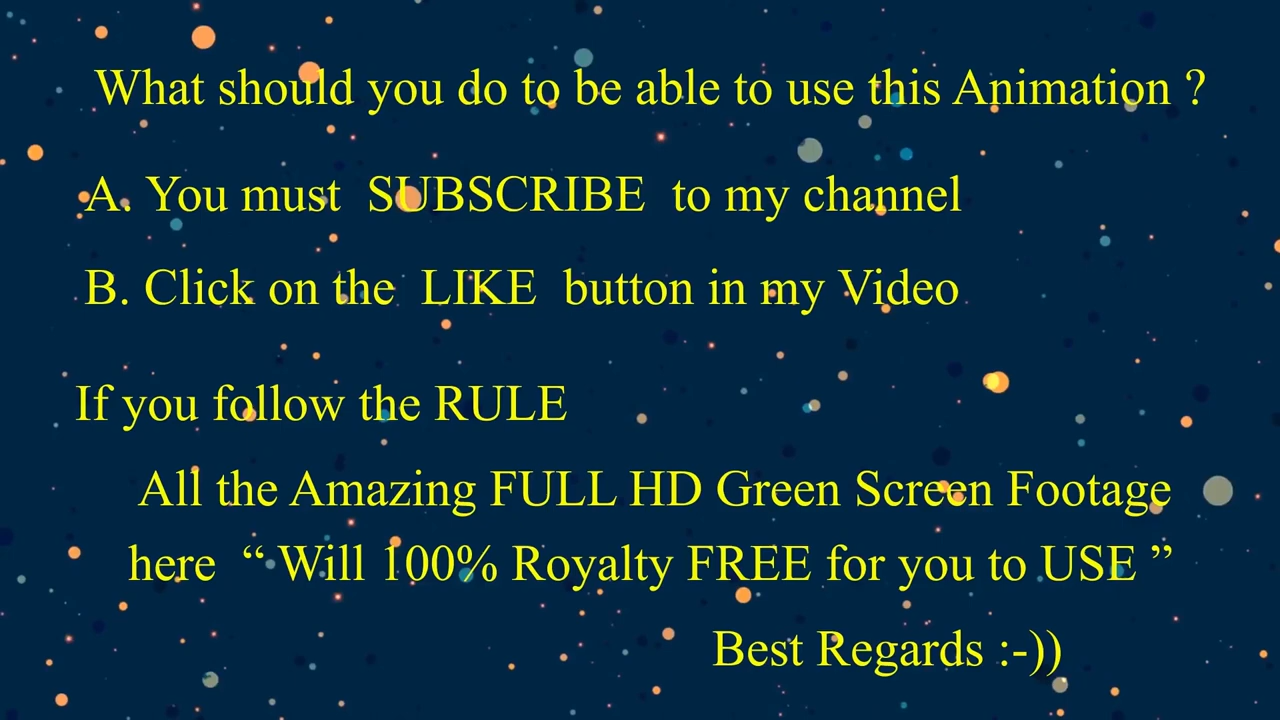 What should you do to be able to use this Animation ?
A. You must SUBSCRIBE to my channel
B. Click on the LIKE button in my Video
If you follow the RULE
All the Amazing FULL HD Green Screen Footage
here “ Will 100% Royalty FREE for you to USE ”
Best Regards :-))